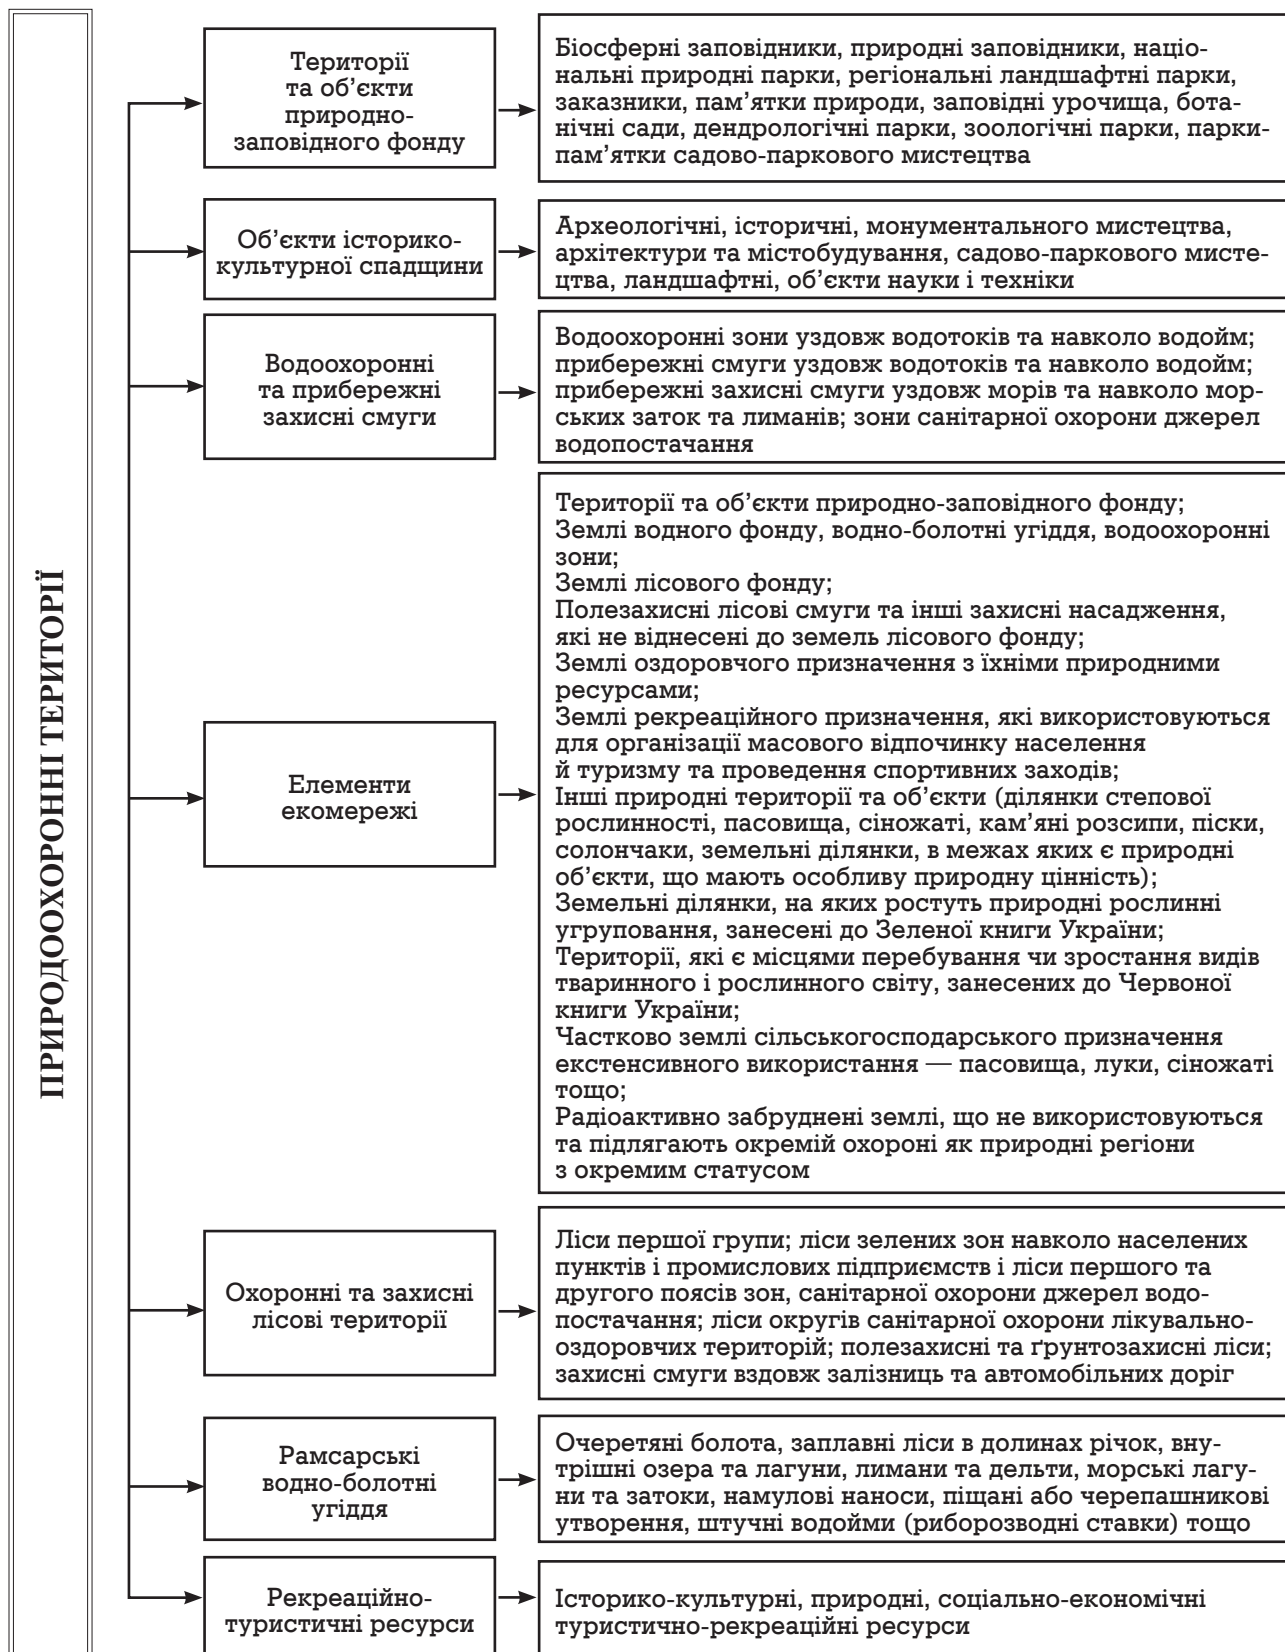 ПРИРОДООХОРОННІ ТЕРИТОРІЇ
Території
та об’єкти
природно-
заповідного фонду
Біосферні заповідники, природні заповідники, націо-
нальні природні парки, регіональні ландшафтні парки,
заказники, пам’ятки природи, заповідні урочища, бота-
нічні сади, дендрологічні парки, зоологічні парки, парки-
пам’ятки садово-паркового мистецтва
Об’єкти історико-
культурної спадщини
Археологічні, історичні, монументального мистецтва,
архітектури та містобудування, садово-паркового мисте-
цтва, ландшафтні, об’єкти науки і техніки
Водоохоронні
та прибережні
захисні смуги
Водоохоронні зони уздовж водотоків та навколо водойм;
прибережні смуги уздовж водотоків та навколо водойм;
прибережні захисні смуги уздовж морів та навколо мор-
ських заток та лиманів; зони санітарної охорони джерел
водопостачання
Елементи
екомережі
Території та об’єкти природно-заповідного фонду;
Землі водного фонду, водно-болотні угіддя, водоохоронні
зони;
Землі лісового фонду;
Полезахисні лісові смуги та інші захисні насадження,
які не віднесені до земель лісового фонду;
Землі оздоровчого призначення з їхніми природними
ресурсами;
Землі рекреаційного призначення, які використовуються
для організації масового відпочинку населення
й туризму та проведення спортивних заходів;
Інші природні території та об’єкти (ділянки степової
рослинності, пасовища, сіножаті, кам’яні розсипи, піски,
солончаки, земельні ділянки, в межах яких є природні
об’єкти, що мають особливу природну цінність);
Земельні ділянки, на яких ростуть природні рослинні
угруповання, занесені до Зеленої книги України;
Території, які є місцями перебування чи зростання видів
тваринного і рослинного світу, занесених до Червоної
книги України;
Частково землі сільськогосподарського призначення
екстенсивного використання — пасовища, луки, сіножаті
тощо;
Радіоактивно забруднені землі, що не використовуються
та підлягають окремій охороні як природні регіони
з окремим статусом
Охоронні та захисні
лісові території
Ліси першої групи; ліси зелених зон навколо населених
пунктів і промислових підприємств і ліси першого та
другого поясів зон, санітарної охорони джерел водо-
постачання; ліси округів санітарної охорони лікувально-
оздоровчих територій; полезахисні та ґрунтозахисні ліси;
захисні смуги вздовж залізниць та автомобільних доріг
Рамсарські
водно-болотні
угіддя
Очеретяні болота, заплавні ліси в долинах річок, вну-
трішні озера та лагуни, лимани та дельти, морські лагу-
ни та затоки, намулові наноси, піщані або черепашникові
утворення, штучні водойми (риборозводні ставки) тощо
Рекреаційно-
туристичні ресурси
Історико-культурні, природні, соціально-економічні
туристично-рекреаційні ресурси